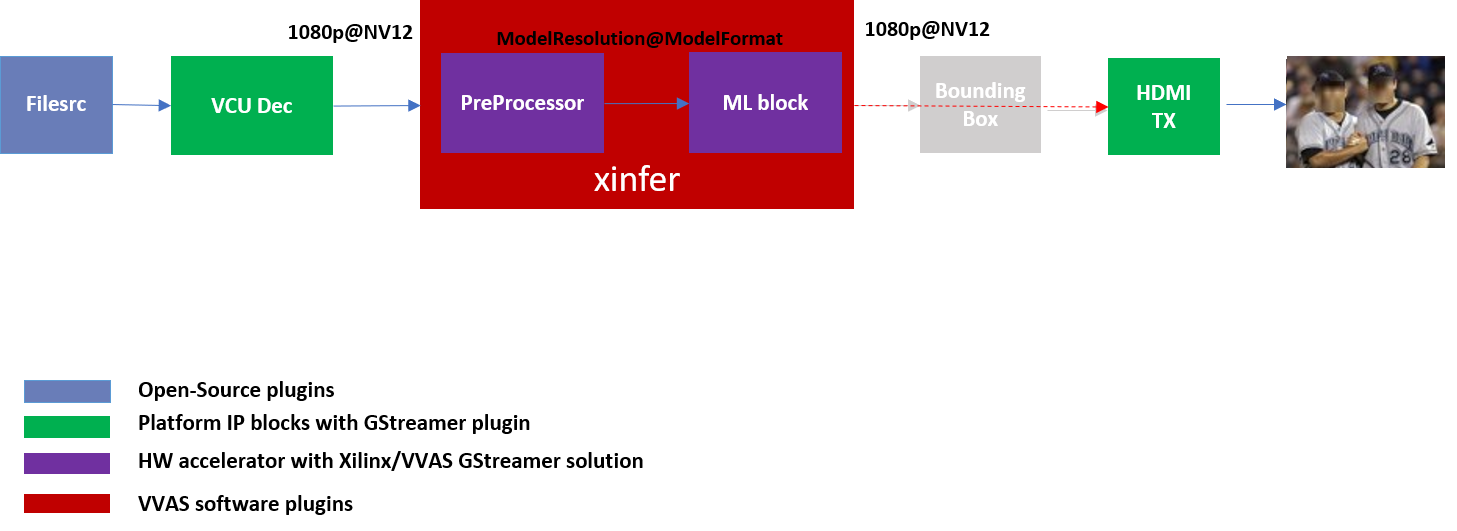 1080p@NV12
ModelResolution@ModelFormat
1080p@NV12
Filesrc
VCU Dec
PreProcessor
ML block
Bounding
Box
HDMI
TX
xinfer
28
Open-Source plugins
Platform IP blocks with GStreamer plugin
HW accelerator with Xilinx/VVAS GStreamer solution
VVAS software plugins